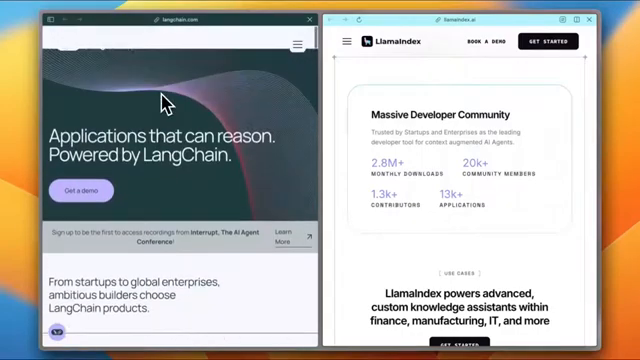 langchain.com
Applications that can reason.
Powered by LangChain.
Get a demo
Sign up to be the first to access recordings from Interrupt, The AI Agent
Conference!
Learn
More
From startups to global enterprises,
ambitious builders choose
LangChain products.
llamaindex.ai
LlamaIndex
BOOK A DEMO
GET STARTED
Massive Developer Community
Trusted by Startups and Enterprises as the leading
developer tool for context augmented AI Agents.
2.8M+
MONTHLY DOWNLOADS
20k+
COMMUNITY MEMBERS
1.3k+
CONTRIBUTORS
13k+
APPLICATIONS
USE CASES
LlamaIndex powers advanced,
custom knowledge assistants within
finance, manufacturing, IT, and more
GET STARTED